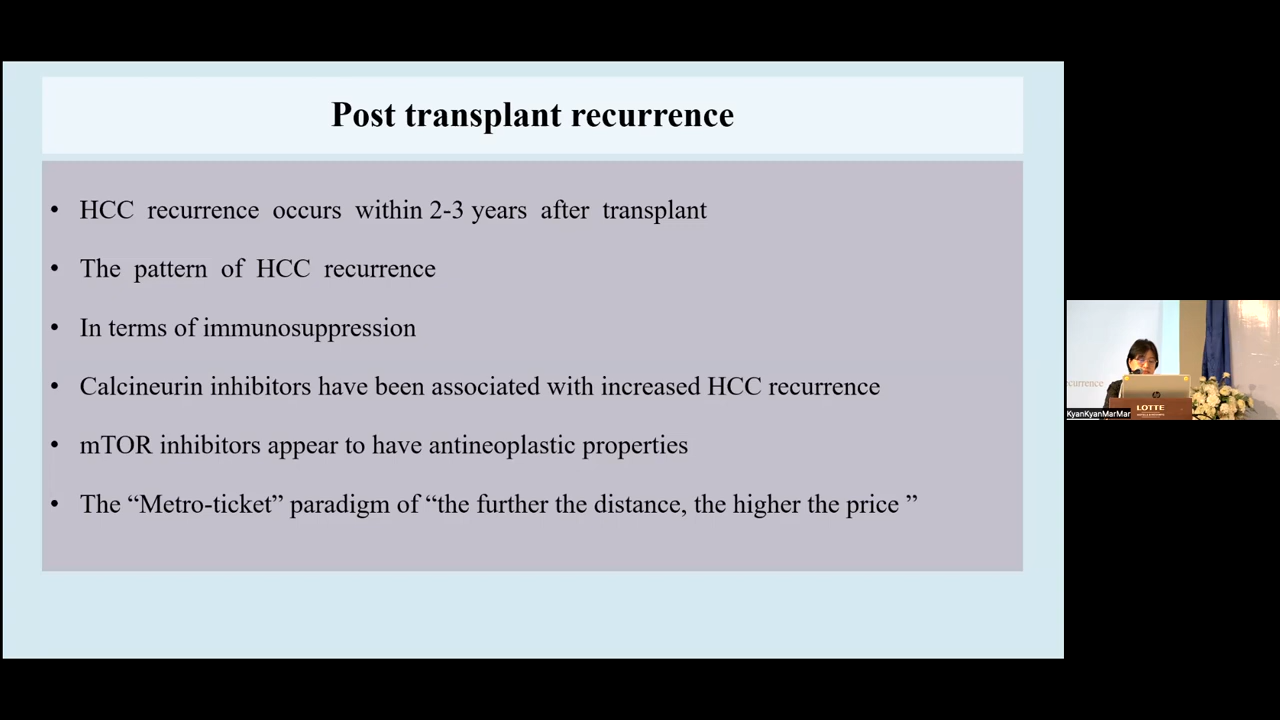 Post transplant recurrence
• HCC recurrence occurs within 2-3 years after transplant
• The pattern of HCC recurrence
• In terms of immunosuppression
• Calcineurin inhibitors have been associated with increased HCC recurrence
• mTOR inhibitors appear to have antineoplastic properties
• The “Metro-ticket” paradigm of “the further the distance, the higher the price ”
ecurrence
hp
LOTTE
KyanKyanMarMar